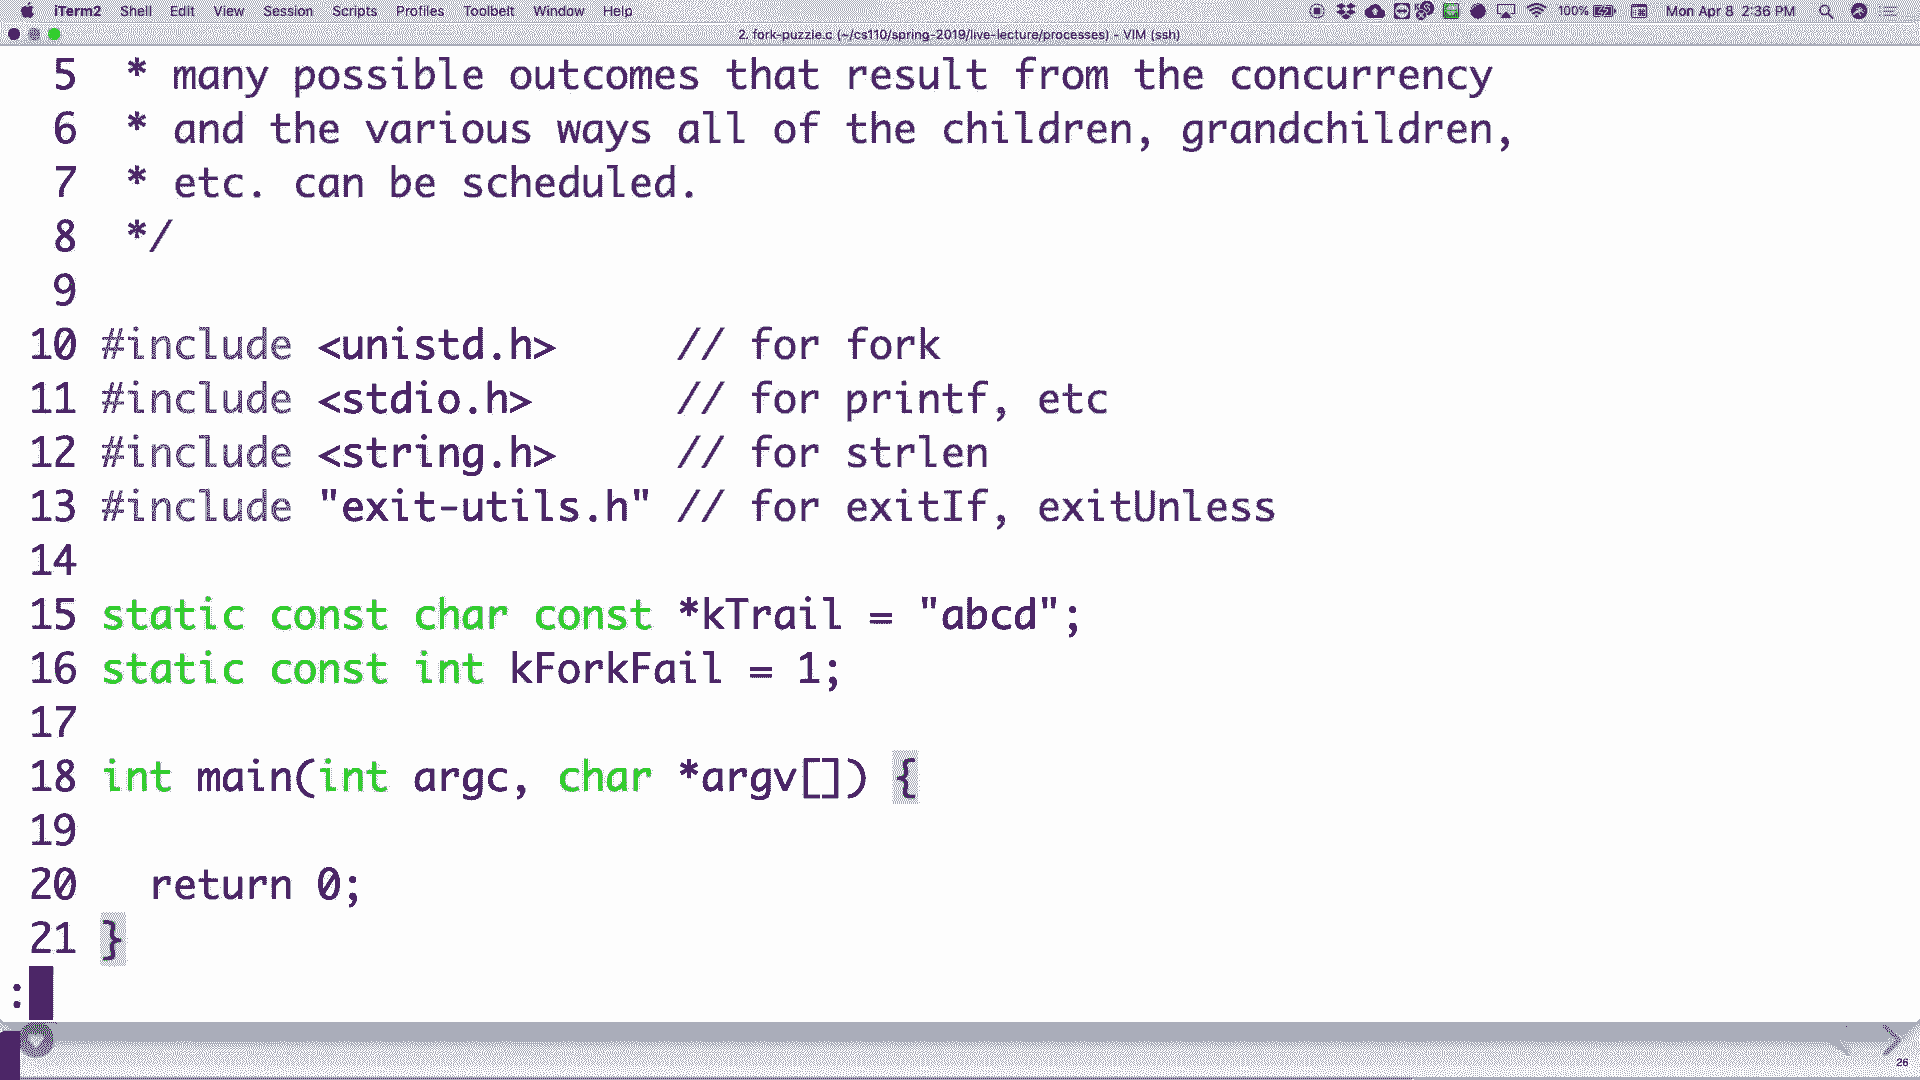 iTerm2 Shell Edit View Session Scripts Profiles Toolbelt Window Help 100% Mon Apr 8 2:36 PM
2. fork-puzzle.c (~/cs110/spring-2019/live-lecture/processes) - VIM (ssh)
5  * many possible outcomes that result from the concurrency
6  * and the various ways all of the children, grandchildren,
7  * etc. can be scheduled.
8  */
9
10 #include <unistd.h>     // for fork
11 #include <stdio.h>      // for printf, etc
12 #include <string.h>     // for strlen
13 #include "exit-utils.h" // for exitIf, exitUnless
14
15 static const char const *kTrail = "abcd";
16 static const int kForkFail = 1;
17
18 int main(int argc, char *argv[]) {
19
20   return 0;
21 }
:
26